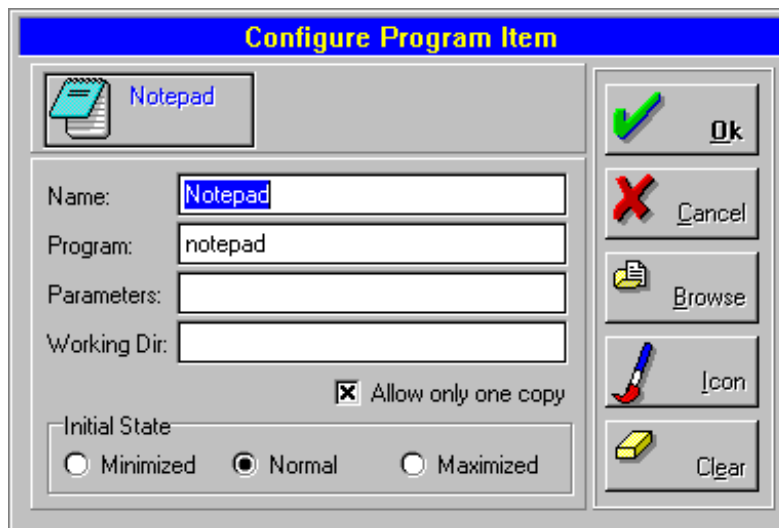 Configure Program Item
Notepad
Name: Notepad
Program: notepad
Parameters:
Working Dir:
Allow only one copy
Initial State
Minimized Normal Maximized
Ok
Cancel
Browse
Icon
Clear